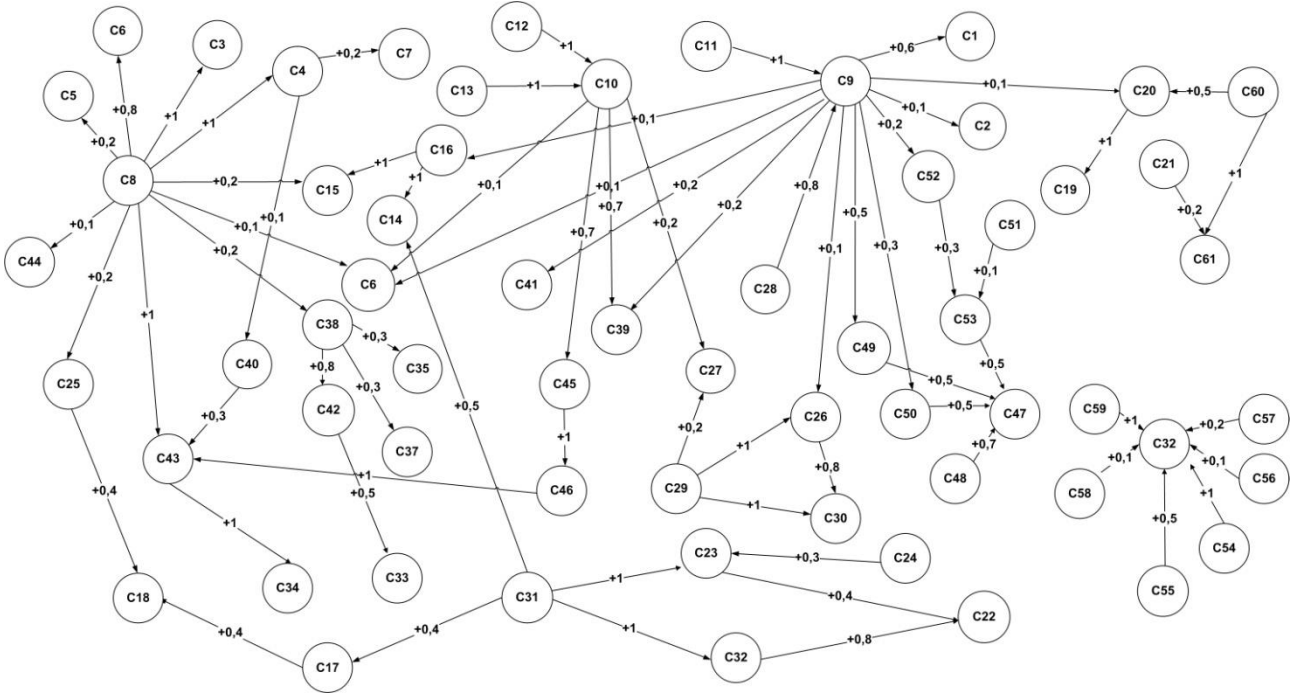 C12
C6
C3
C11
C1
+0,6
+1
C4
+0,2
C7
+1
C10
C9
C13
+1
+0,1
C20
+0,5
C60
C5
+0,8
+1
+1
+0,2
+0,1
+0,1
C2
+0,2
C16
+1
+1
C21
+1
C8
+0,2
C15
+1
C14
C52
C19
+1
+0,1
+0,1
+0,2
+0,8
+0,2
+0,1
+0,1
+0,2
+0,7
+0,2
+0,5
+0,2
+0,7
+0,1
+0,3
+0,3
C51
+0,1
C44
+0,1
C61
+0,2
C6
C41
C28
+1
C38
C39
C53
+0,3
C35
C49
+0,5
C40
+0,8
C25
C45
C27
+0,5
C42
+0,3
+0,3
+0,5
C26
C50
+0,5
C47
C59
+1
C57
+0,2
+0,2
+1
+1
C32
C37
+0,7
C43
+0,1
+0,1
+1
+0,8
C46
C29
C48
C58
C56
+0,4
+0,5
+1
C30
+0,5
+1
+1
C23
+0,3
C24
C54
C34
C33
+1
C18
C31
+0,4
C55
C22
+0,4
+0,4
+1
+0,8
C17
C32